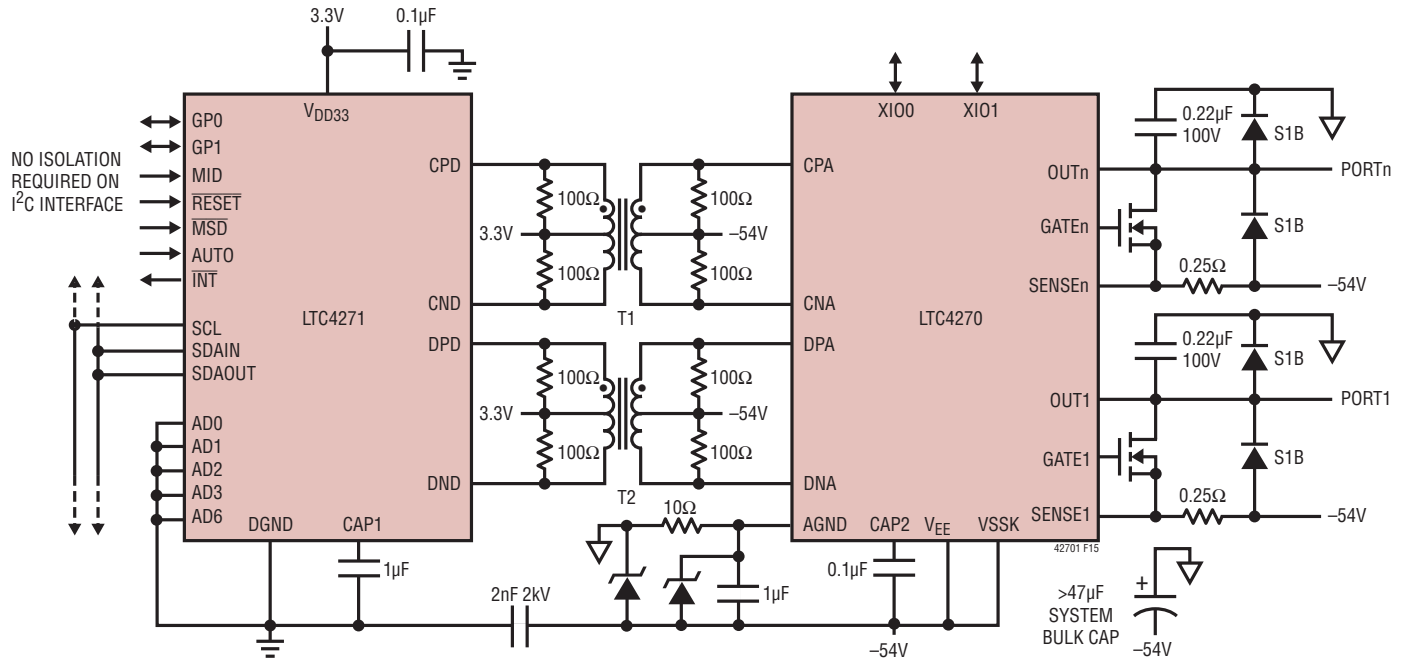 3.3V
0.1µF
NO ISOLATION
REQUIRED ON
I2C INTERFACE
VDD33
GP0
GP1
MID
RESET
MSD
AUTO
INT
SCL
SDAIN
SDAOUT
AD0
AD1
AD2
AD3
AD6
LTC4271
CPD
CND
DPD
DND
DGND
CAP1
1µF
100Ω
3.3V
100Ω
100Ω
–54V
100Ω
T1
100Ω
3.3V
100Ω
100Ω
–54V
100Ω
T2
10Ω
2nF 2kV
1µF
XIO0
XIO1
CPA
CNA
DPA
DNA
LTC4270
AGND
CAP2
VEE
VSSK
0.1µF
–54V
OUTn
GATEn
SENSEn
OUT1
GATE1
SENSE1
42701 F15
0.22µF
100V
S1B
PORTn
S1B
0.25Ω
–54V
0.22µF
100V
S1B
PORT1
S1B
0.25Ω
–54V
+
>47µF
SYSTEM
BULK CAP
–54V